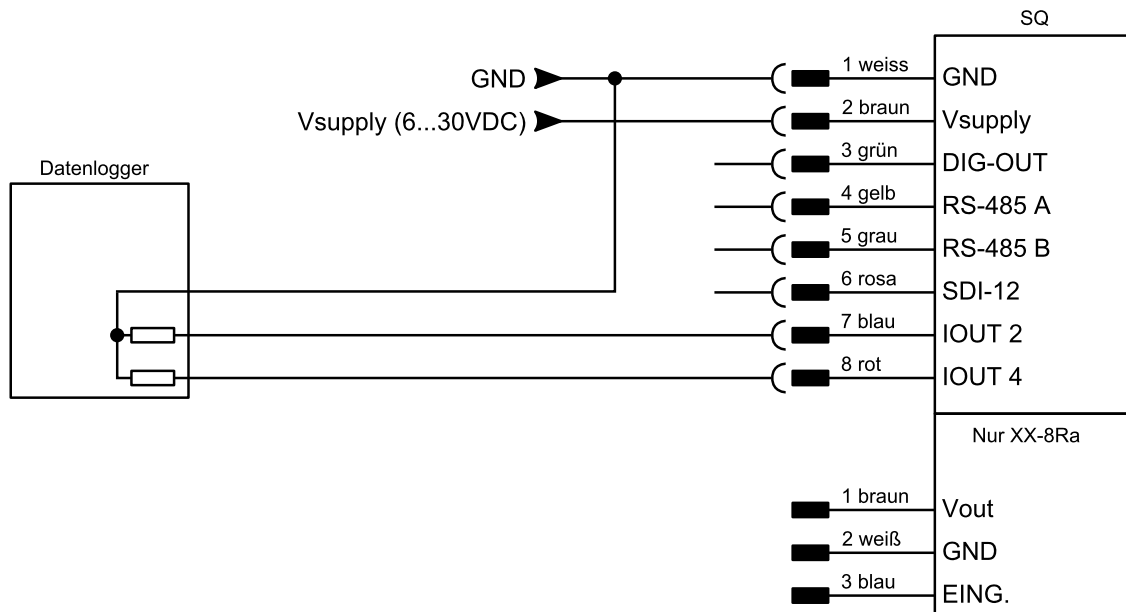 SQ
GND 1 weiss GND
Vsupply (6...30VDC) 2 braun Vsupply
3 grün DIG-OUT
Datenlogger
4 gelb RS-485 A
5 grau RS-485 B
6 rosa SDI-12
7 blau IOUT 2
8 rot IOUT 4
Nur XX-8Ra
1 braun Vout
2 weiß GND
3 blau EING.